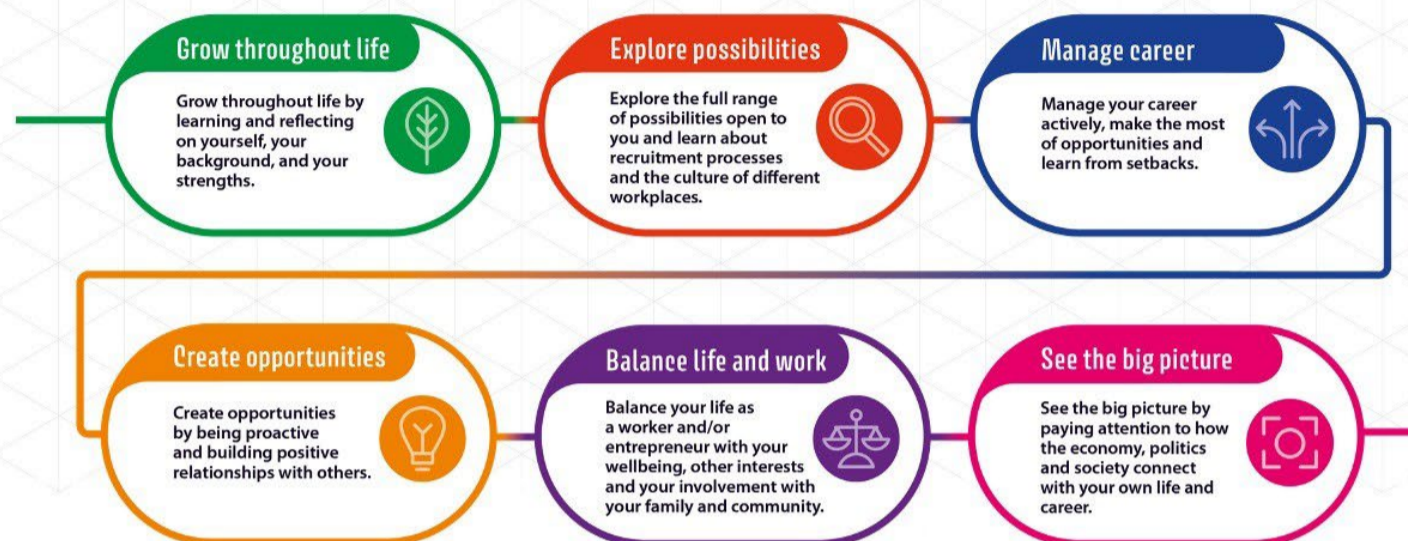 Grow throughout life
Grow throughout life by
learning and reflecting
on yourself, your
background, and your
strengths.
Explore possibilities
Explore the full range
of possibilities open to
you and learn about
recruitment processes
and the culture of different
workplaces.
Manage career
Manage your career
actively, make the most
of opportunities and
learn from setbacks.
Create opportunities
Create opportunities
by being proactive
and building positive
relationships with others.
Balance life and work
Balance your life as
a worker and/or
entrepreneur with your
wellbeing, other interests
and your involvement with
your family and community.
See the big picture
See the big picture by
paying attention to how
the economy, politics
and society connect
with your own life and
career.